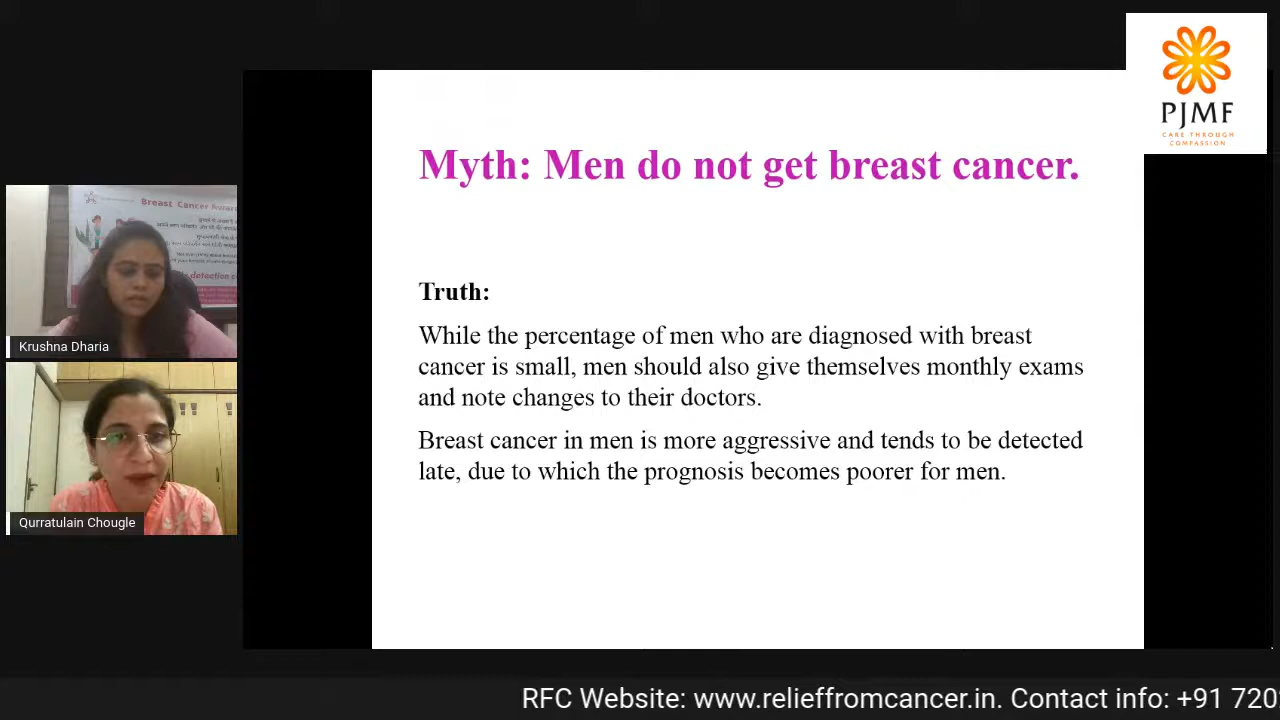 PJMF
CARE THROUGH
COMPASSION
Myth: Men do not get breast cancer.
Truth:
While the percentage of men who are diagnosed with breast
cancer is small, men should also give themselves monthly exams
and note changes to their doctors.
Breast cancer in men is more aggressive and tends to be detected
late, due to which the prognosis becomes poorer for men.
Breast Cancer
Krushna Dharia
Qurratulain Chougle
RFC Website: www.relieffromcancer.in. Contact info: +91 720